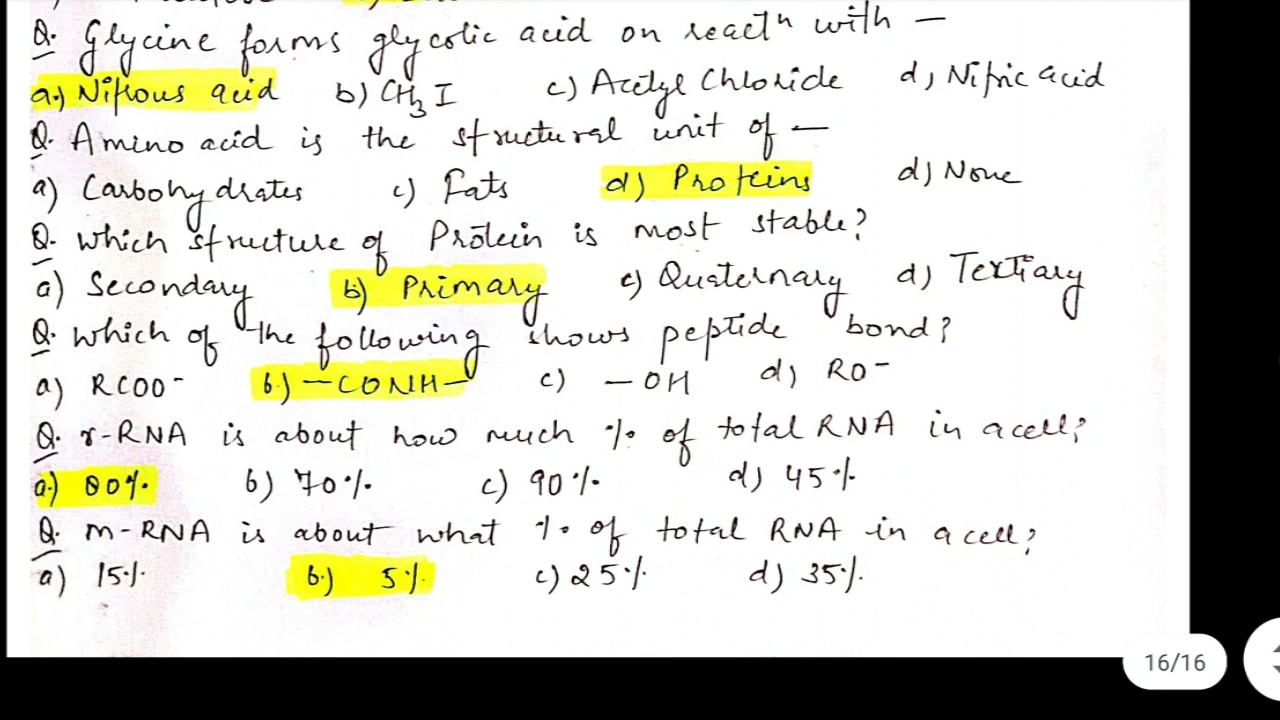 Q. Glycine forms glycolic acid on reactⁿ with —
a.) Nitrous acid b) CH₃I c) Acetyl Chloride d) Nitric acid
Q. Amino acid is the structural unit of —
a) Carbohydrates c) Fats d) Proteins d) None
Q. Which structure of Protein is most stable?
a) Secondary b) Primary c) Quaternary d) Tertiary
Q. Which of the following shows peptide bond?
a) RCOO⁻ b.) —CONH— c) —OH d) RO⁻
Q. r-RNA is about how much % of total RNA in a cell?
a.) 80% b) 70% c) 90% d) 45%
Q. m-RNA is about what % of total RNA in a cell?
a) 15% b.) 5% c) 25% d) 35%.
16/16